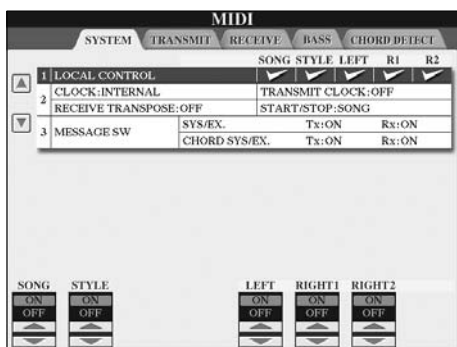 MIDI
SYSTEM TRANSMIT RECEIVE BASS CHORD DETECT
SONG STYLE LEFT R1 R2
1 LOCAL CONTROL
2 CLOCK:INTERNAL TRANSMIT CLOCK:OFF
RECEIVE TRANSPOSE:OFF START/STOP:SONG
3 MESSAGE SW SYS/EX. Tx:ON Rx:ON
CHORD SYS/EX. Tx:ON Rx:ON
SONG STYLE LEFT RIGHT1 RIGHT2
ON ON ON ON ON
OFF OFF OFF OFF OFF